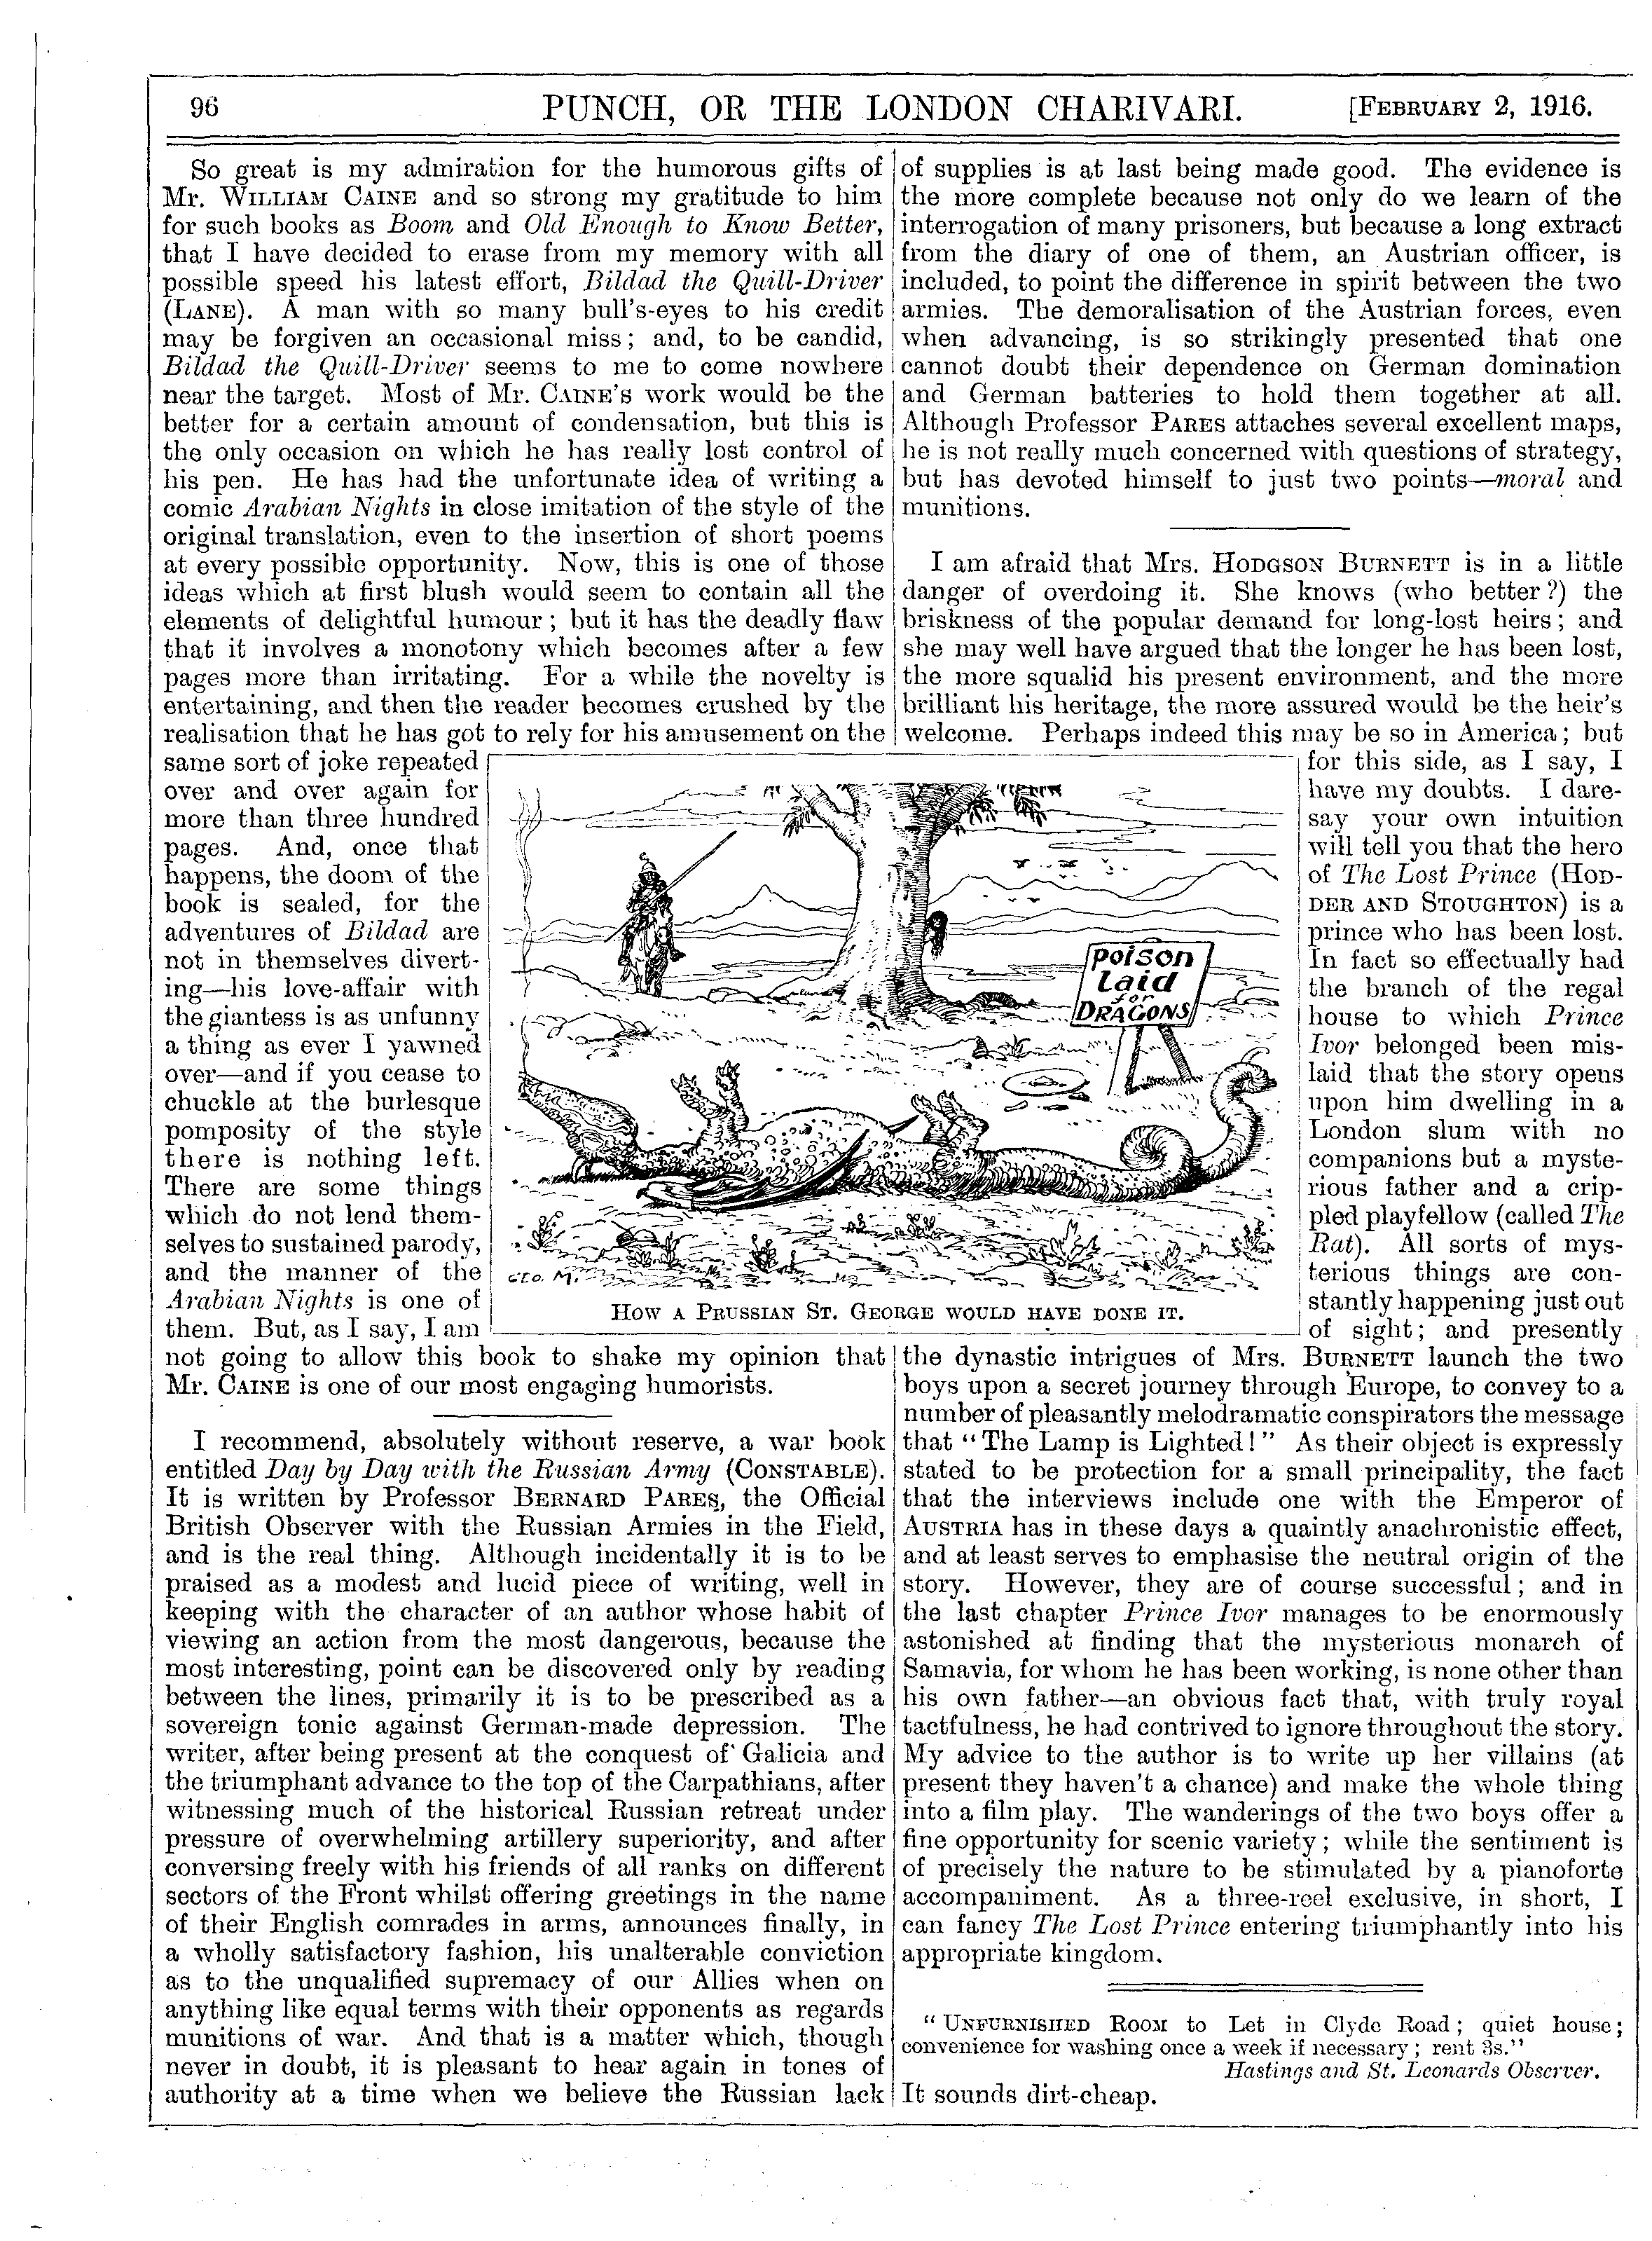 96 PUNCH, OR THE LONDON CHARIVARI. [FEBRUARY 2, 1916.
So great is my admiration for the humorous gifts of
Mr. WILLIAM CAINE and so strong my gratitude to him
for such books as Boom and Old Enough to Know Better,
that I have decided to erase from my memory with all
possible speed his latest effort, Bildad the Quill-Driver
(LANE). A man with so many bull's-eyes to his credit
may be forgiven an occasional miss; and, to be candid,
Bildad the Quill-Driver seems to me to come nowhere
near the target. Most of Mr. CAINE'S work would be the
better for a certain amount of condensation, but this is
the only occasion on which he has really lost control of
his pen. He has had the unfortunate idea of writing a
comic Arabian Nights in close imitation of the style of the
original translation, even to the insertion of short poems
at every possible opportunity. Now, this is one of those
ideas which at first blush would seem to contain all the
elements of delightful humour; but it has the deadly flaw
that it involves a monotony which becomes after a few
pages more than irritating. For a while the novelty is
entertaining, and then the reader becomes crushed by the
realisation that he has got to rely for his amusement on the
same sort of joke repeated
over and over again for
more than three hundred
pages. And, once that
happens, the doom of the
book is sealed, for the
adventures of Bildad are
not in themselves divert-
ing—his love-affair with
the giantess is as unfunny
a thing as ever I yawned
over—and if you cease to
chuckle at the burlesque
pomposity of the style
there is nothing left.
There are some things
which do not lend them-
selves to sustained parody,
and the manner of the
Arabian Nights is one of
them. But, as I say, I am
not going to allow this book to shake my opinion that
Mr. CAINE is one of our most engaging humorists.
I recommend, absolutely without reserve, a war book
entitled Day by Day with the Russian Army (CONSTABLE).
It is written by Professor BERNARD PARES, the Official
British Observer with the Russian Armies in the Field,
and is the real thing. Although incidentally it is to be
praised as a modest and lucid piece of writing, well in
keeping with the character of an author whose habit of
viewing an action from the most dangerous, because the
most interesting, point can be discovered only by reading
between the lines, primarily it is to be prescribed as a
sovereign tonic against German-made depression. The
writer, after being present at the conquest of Galicia and
the triumphant advance to the top of the Carpathians, after
witnessing much of the historical Russian retreat under
pressure of overwhelming artillery superiority, and after
conversing freely with his friends of all ranks on different
sectors of the Front whilst offering greetings in the name
of their English comrades in arms, announces finally, in
a wholly satisfactory fashion, his unalterable conviction
as to the unqualified supremacy of our Allies when on
anything like equal terms with their opponents as regards
munitions of war. And that is a matter which, though
never in doubt, it is pleasant to hear again in tones of
authority at a time when we believe the Russian lack
of supplies is at last being made good. The evidence is
the more complete because not only do we learn of the
interrogation of many prisoners, but because a long extract
from the diary of one of them, an Austrian officer, is
included, to point the difference in spirit between the two
armies. The demoralisation of the Austrian forces, even
when advancing, is so strikingly presented that one
cannot doubt their dependence on German domination
and German batteries to hold them together at all.
Although Professor PARES attaches several excellent maps,
he is not really much concerned with questions of strategy,
but has devoted himself to just two points—moral and
munitions.
I am afraid that Mrs. HODGSON BURNETT is in a little
danger of overdoing it. She knows (who better?) the
briskness of the popular demand for long-lost heirs; and
she may well have argued that the longer he has been lost,
the more squalid his present environment, and the more
brilliant his heritage, the more assured would be the heir's
welcome. Perhaps indeed this may be so in America; but
for this side, as I say, I
have my doubts. I dare-
say your own intuition
will tell you that the hero
of The Lost Prince (HOD-
DER AND STOUGHTON) is a
prince who has been lost.
In fact so effectually had
the branch of the regal
house to which Prince
Ivor belonged been mis-
laid that the story opens
upon him dwelling in a
London slum with no
companions but a myste-
rious father and a crip-
pled playfellow (called The
Rat). All sorts of mys-
terious things are con-
stantly happening just out
of sight; and presently
the dynastic intrigues of Mrs. BURNETT launch the two
boys upon a secret journey through Europe, to convey to a
number of pleasantly melodramatic conspirators the message
that "The Lamp is Lighted!" As their object is expressly
stated to be protection for a small principality, the fact
that the interviews include one with the Emperor of
AUSTRIA has in these days a quaintly anachronistic effect,
and at least serves to emphasise the neutral origin of the
story. However, they are of course successful; and in
the last chapter Prince Ivor manages to be enormously
astonished at finding that the mysterious monarch of
Samavia, for whom he has been working, is none other than
his own father—an obvious fact that, with truly royal
tactfulness, he had contrived to ignore throughout the story.
My advice to the author is to write up her villains (at
present they haven't a chance) and make the whole thing
into a film play. The wanderings of the two boys offer a
fine opportunity for scenic variety; while the sentiment is
of precisely the nature to be stimulated by a pianoforte
accompaniment. As a three-reel exclusive, in short, I
can fancy The Lost Prince entering triumphantly into his
appropriate kingdom.
"UNFURNISHED ROOM to Let in Clyde Road; quiet house;
convenience for washing once a week if necessary; rent 3s."
Hastings and St. Leonards Observer.
It sounds dirt-cheap.
Poison
Laid
for
DRAGONS
GEO. M.
HOW A PRUSSIAN ST. GEORGE WOULD HAVE DONE IT.